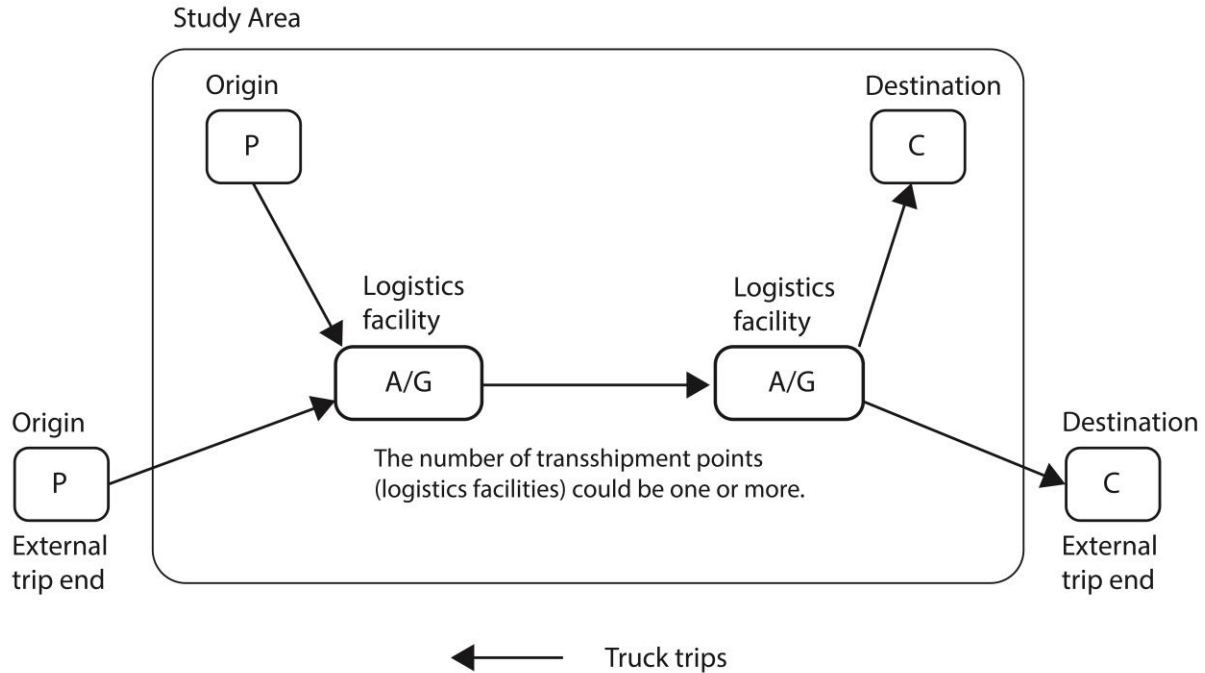 Study Area
Origin
P
Destination
C
Logistics
facility
A/G
Logistics
facility
A/G
Origin
P
External
trip end
The number of transshipment points
(logistics facilities) could be one or more.
Destination
C
External
trip end
Truck trips